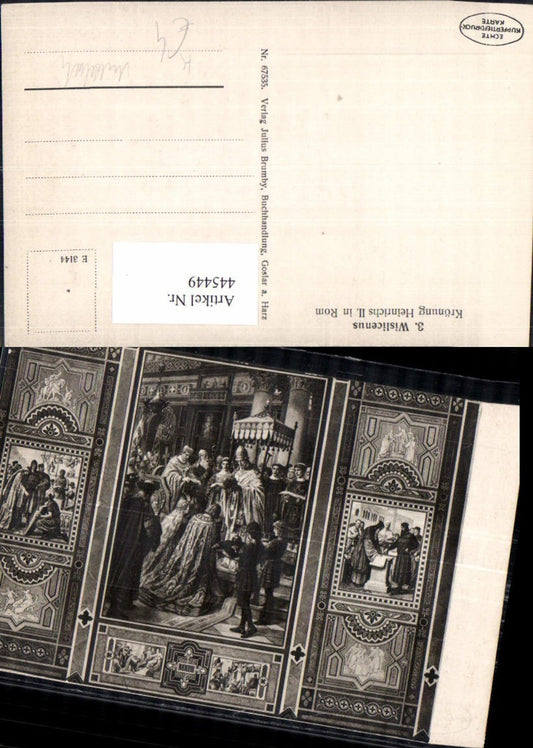 3. Wislicenus
Krönung Heinrichs II. in Rom
Nr. 67535. Verlag Julius Brumby, Buchhandlung, Goslar a. Harz
ECHTE
KUPFERTIEFDRUCK
KARTE
E 3144
Artikel Nr.
445449